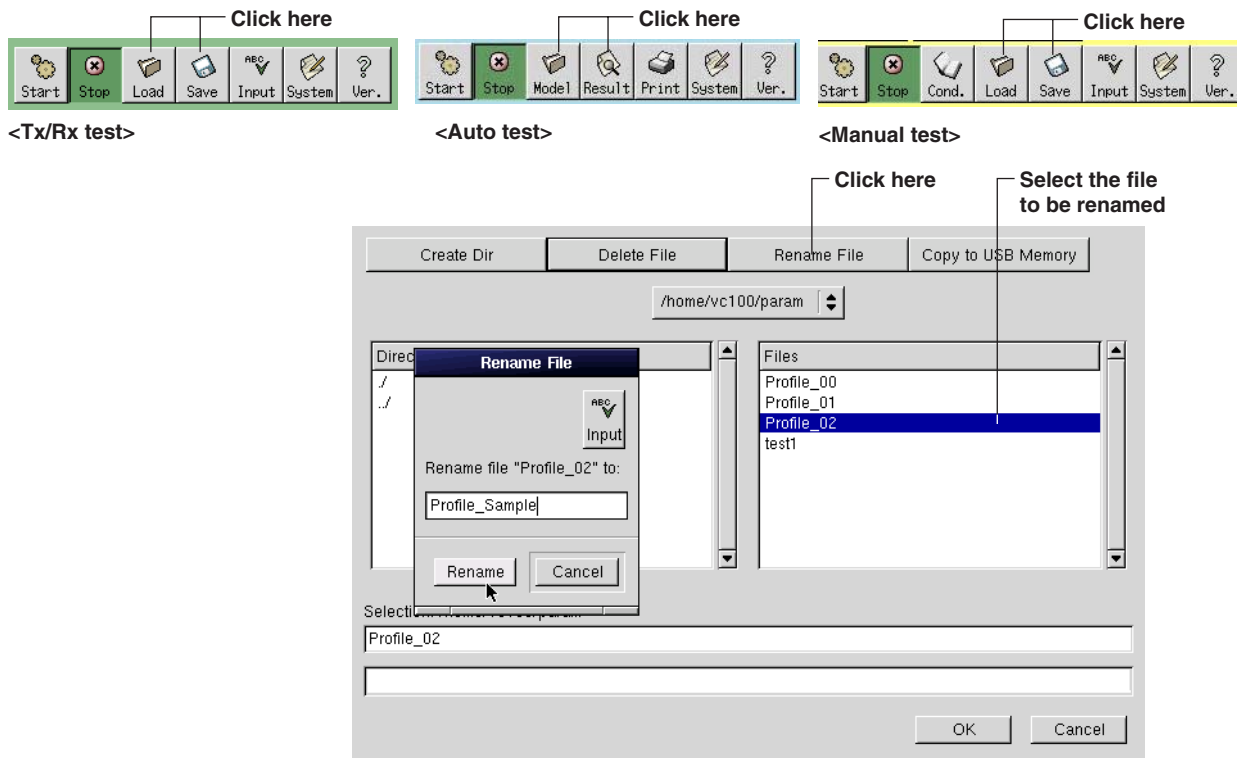 Click here
Click here
Click here
Start Stop Load Save ABC Input System Ver.
Start Stop Model Result Print System Ver.
Start Stop Cond. Load Save ABC Input System Ver.
<Tx/Rx test>
<Auto test>
<Manual test>
Click here
Select the file
to be renamed
Create Dir Delete File Rename File Copy to USB Memory
/home/vc100/param
Direc
./
../
Rename File
ABC
Input
Rename file "Profile_02" to:
Profile_Sample
Rename Cancel
Files
Profile_00
Profile_01
Profile_02
test1
Profile_02
OK Cancel